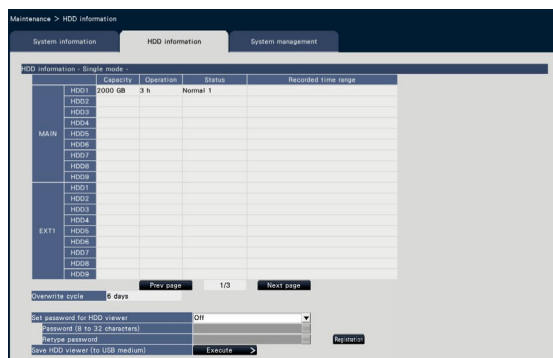 Maintenance > HDD information
System information HDD information System management
HDD information - Single mode -
Capacity Operation Status Recorded time range
MAIN HDD1 2000 GB 3 h Normal 1
HDD2
HDD3
HDD4
HDD5
HDD6
HDD7
HDD8
HDD9
EXT1 HDD1
HDD2
HDD3
HDD4
HDD5
HDD6
HDD7
HDD8
HDD9
Prev page 1/3 Next page
Overwrite cycle 6 days
Set password for HDD viewer Off
Password (8 to 32 characters)
Retype password Registration
Save HDD viewer (to USB medium) Execute >